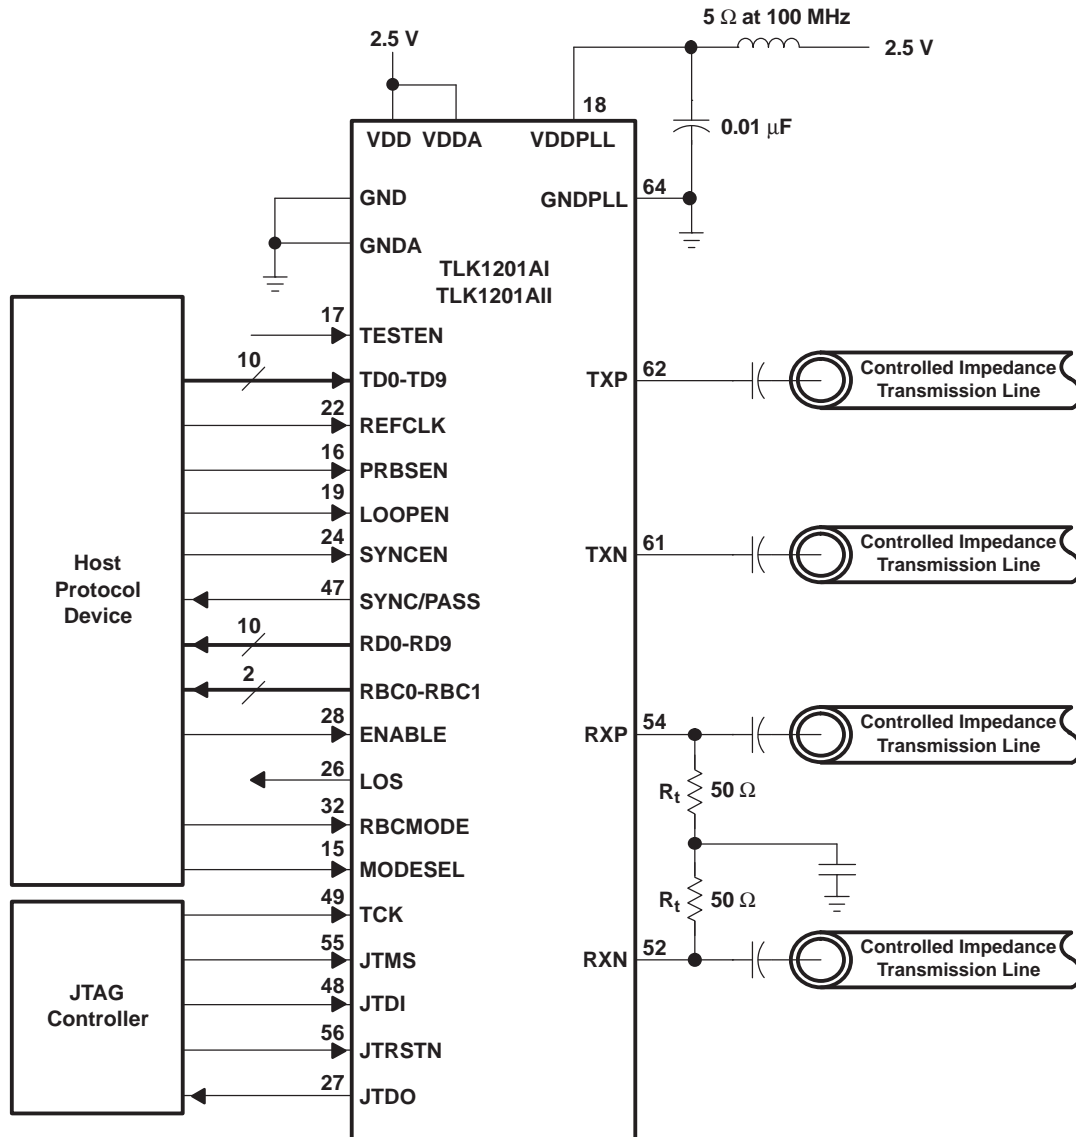 5 Ω at 100 MHz
2.5 V
2.5 V
18
0.01 μF
VDD VDDA VDDPLL
GND
GNDPLL
64
GNDA
TLK1201AI
TLK1201AII
17
TESTEN
10
TD0-TD9
22
REFCLK
16
PRBSEN
19
LOOPEN
24
SYNCEN
47
SYNC/PASS
10
RD0-RD9
2
RBC0-RBC1
28
ENABLE
26
LOS
32
RBCMODE
15
MODESEL
Host
Protocol
Device
49
TCK
55
JTMS
48
JTDI
56
JTRSTN
27
JTDO
JTAG
Controller
TXP
62
Controlled Impedance
Transmission Line
TXN
61
Controlled Impedance
Transmission Line
RXP
54
Controlled Impedance
Transmission Line
Rt 50 Ω
Rt 50 Ω
RXN
52
Controlled Impedance
Transmission Line